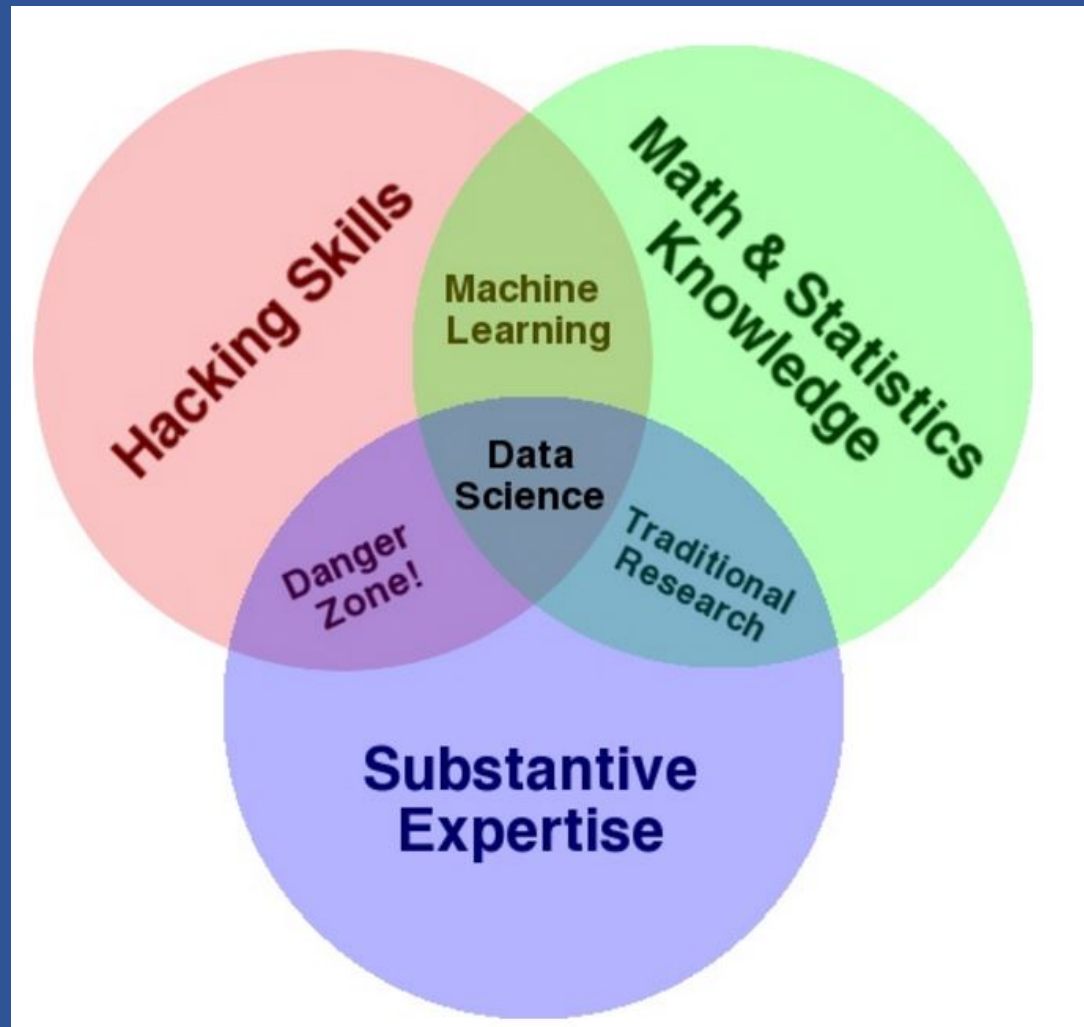 Hacking Skills
Math & Statistics
Knowledge
Machine
Learning
Data
Science
Danger
Zone!
Traditional
Research
Substantive
Expertise